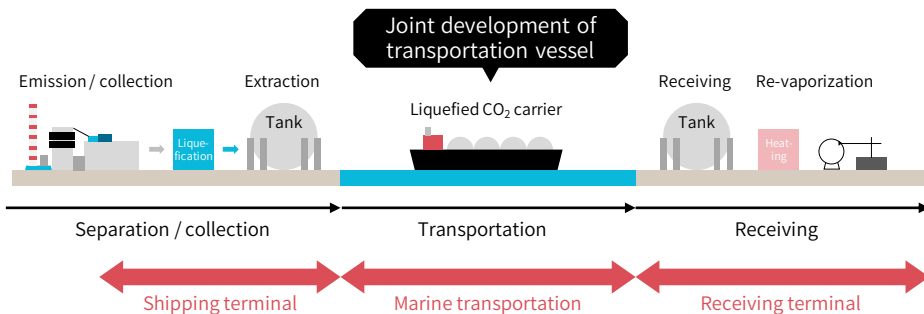 Joint development of
transportation vessel
Emission / collection
Extraction
Receiving
Re-vaporization
Liquefied CO₂ carrier
Tank
Tank
Lique-
fication
Heat-
ing
Separation / collection
Transportation
Receiving
Shipping terminal
Marine transportation
Receiving terminal